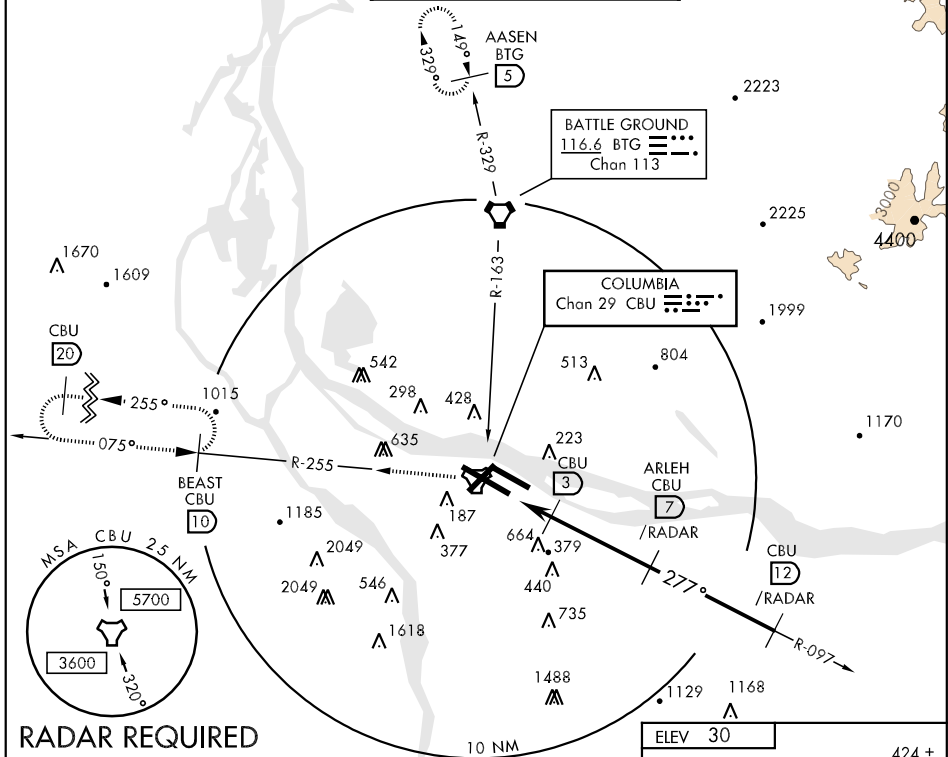 AASEN
BTG
5
149°
329°
2223
BATTLE GROUND
116.6 BTG
Chan 113
R-329
2225
3000
4400
1670
1609
R-163
COLUMBIA
Chan 29 CBU
1999
CBU
20
542
513
804
255°
1015
298
428
1170
075°
635
223
R-255
CBU
3
ARLEH
CBU
7
/RADAR
BEAST
CBU
10
1185
187
377
664
379
CBU
12
/RADAR
2049
440
277°
MSA CBU 25 NM
150°
5700
2049
546
735
3600
1618
R-097
320°
1488
1129
1168
RADAR REQUIRED
10 NM
ELEV 30
424 ±